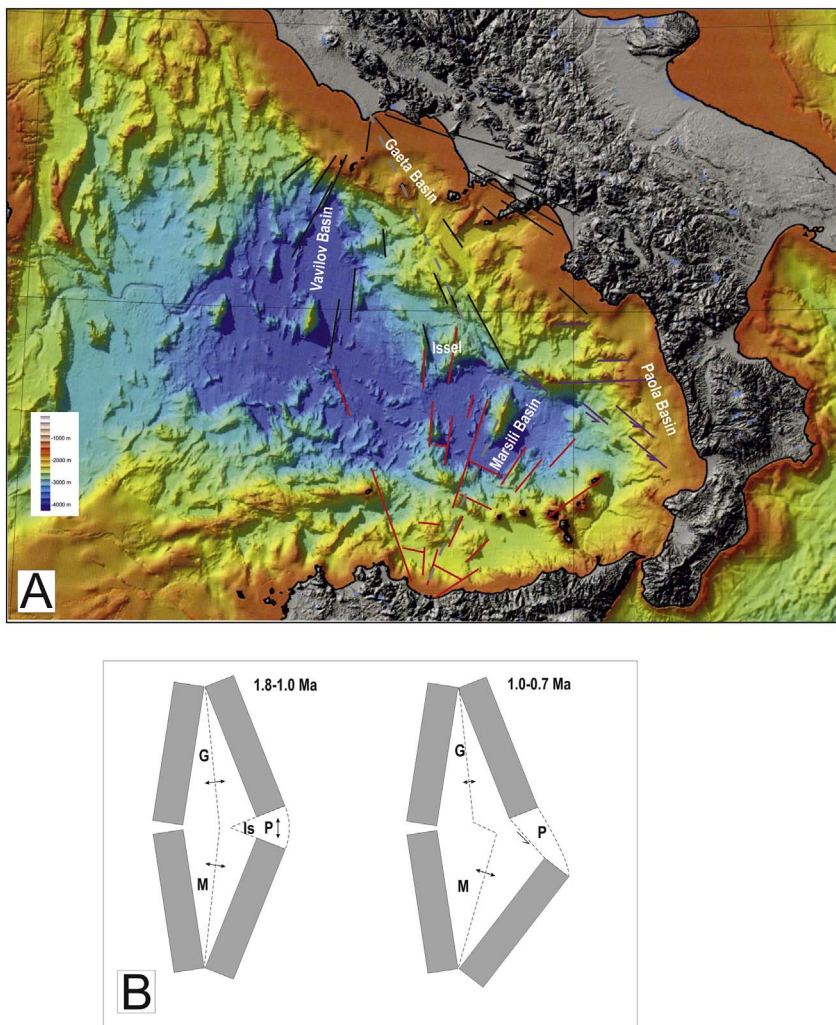 Gaeta Basin
Vavilov Basin
Issel
Marsili Basin
Paola Basin
-1000 m
-2000 m
-3000 m
-4000 m
A
1.8-1.0 Ma
1.0-0.7 Ma
G
G
Is P
P
M
M
B